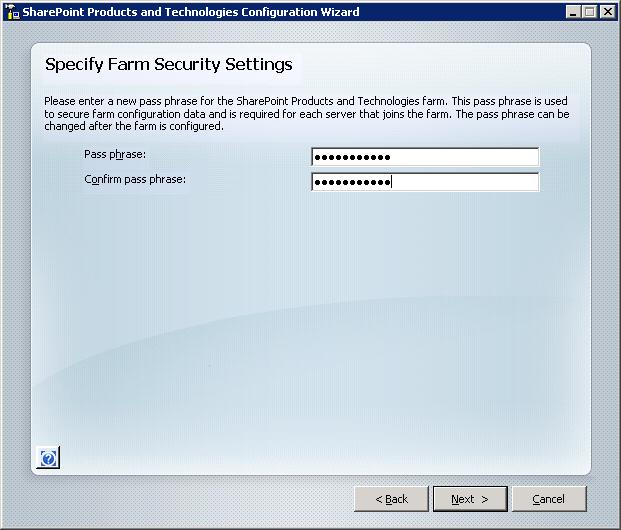 SharePoint Products and Technologies Configuration Wizard
Specify Farm Security Settings
Please enter a new pass phrase for the SharePoint Products and Technologies farm. This pass phrase is used
to secure farm configuration data and is required for each server that joins the farm. The pass phrase can be
changed after the farm is configured.
Pass phrase: ●●●●●●●●●●●
Confirm pass phrase: ●●●●●●●●●●●
?
< Back Next > Cancel